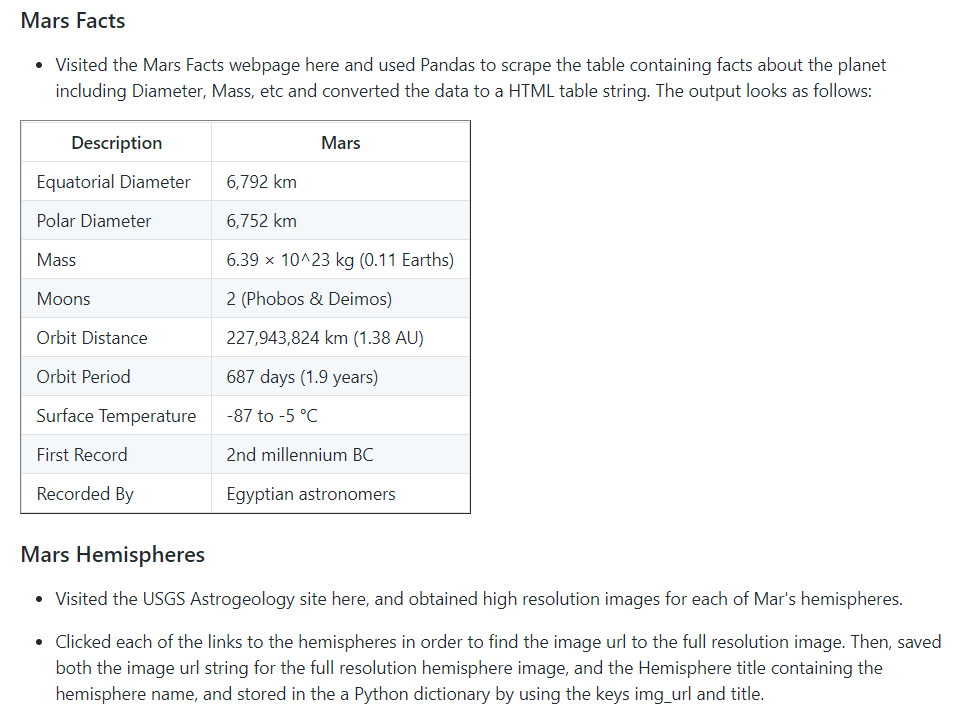 Mars Facts
• Visited the Mars Facts webpage here and used Pandas to scrape the table containing facts about the planet
including Diameter, Mass, etc and converted the data to a HTML table string. The output looks as follows:
Description Mars
Equatorial Diameter 6,792 km
Polar Diameter 6,752 km
Mass 6.39 × 10^23 kg (0.11 Earths)
Moons 2 (Phobos & Deimos)
Orbit Distance 227,943,824 km (1.38 AU)
Orbit Period 687 days (1.9 years)
Surface Temperature -87 to -5 °C
First Record 2nd millennium BC
Recorded By Egyptian astronomers
Mars Hemispheres
• Visited the USGS Astrogeology site here, and obtained high resolution images for each of Mar's hemispheres.
• Clicked each of the links to the hemispheres in order to find the image url to the full resolution image. Then, saved
both the image url string for the full resolution hemisphere image, and the Hemisphere title containing the
hemisphere name, and stored in the a Python dictionary by using the keys img_url and title.